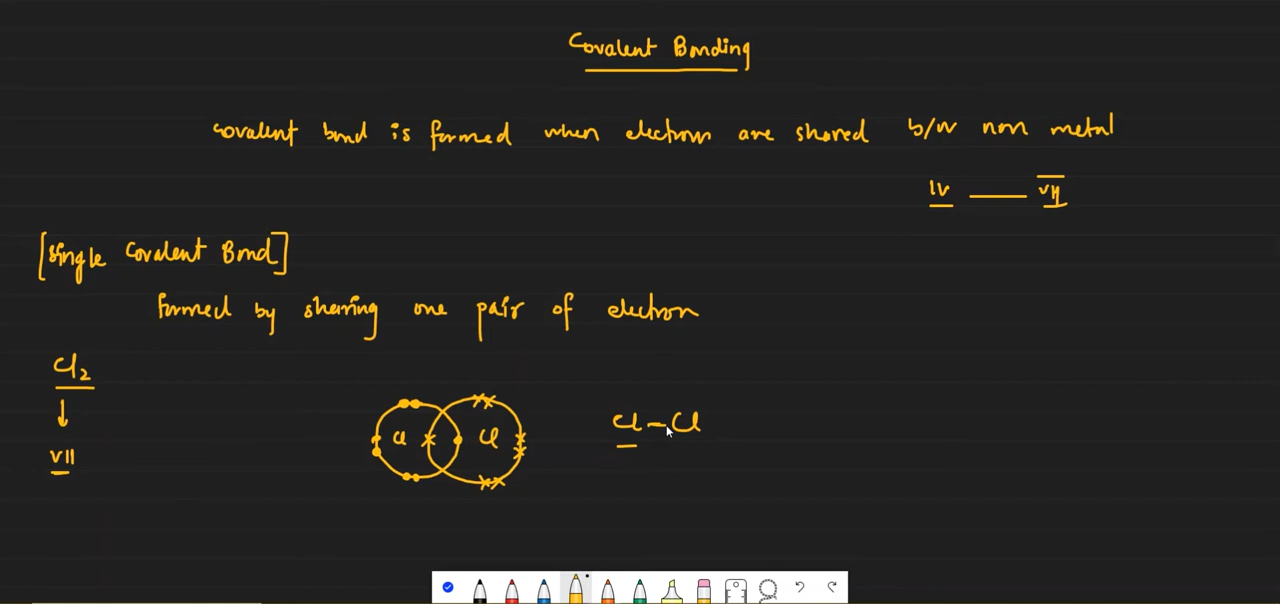 Covalent Bonding
covalent bond is formed when electron are shared b/w non metal
IV — VII
[Single Covalent Bond]
formed by sharing one pair of electron
Cl2
↓
VII
Cl Cl
Cl-Cl